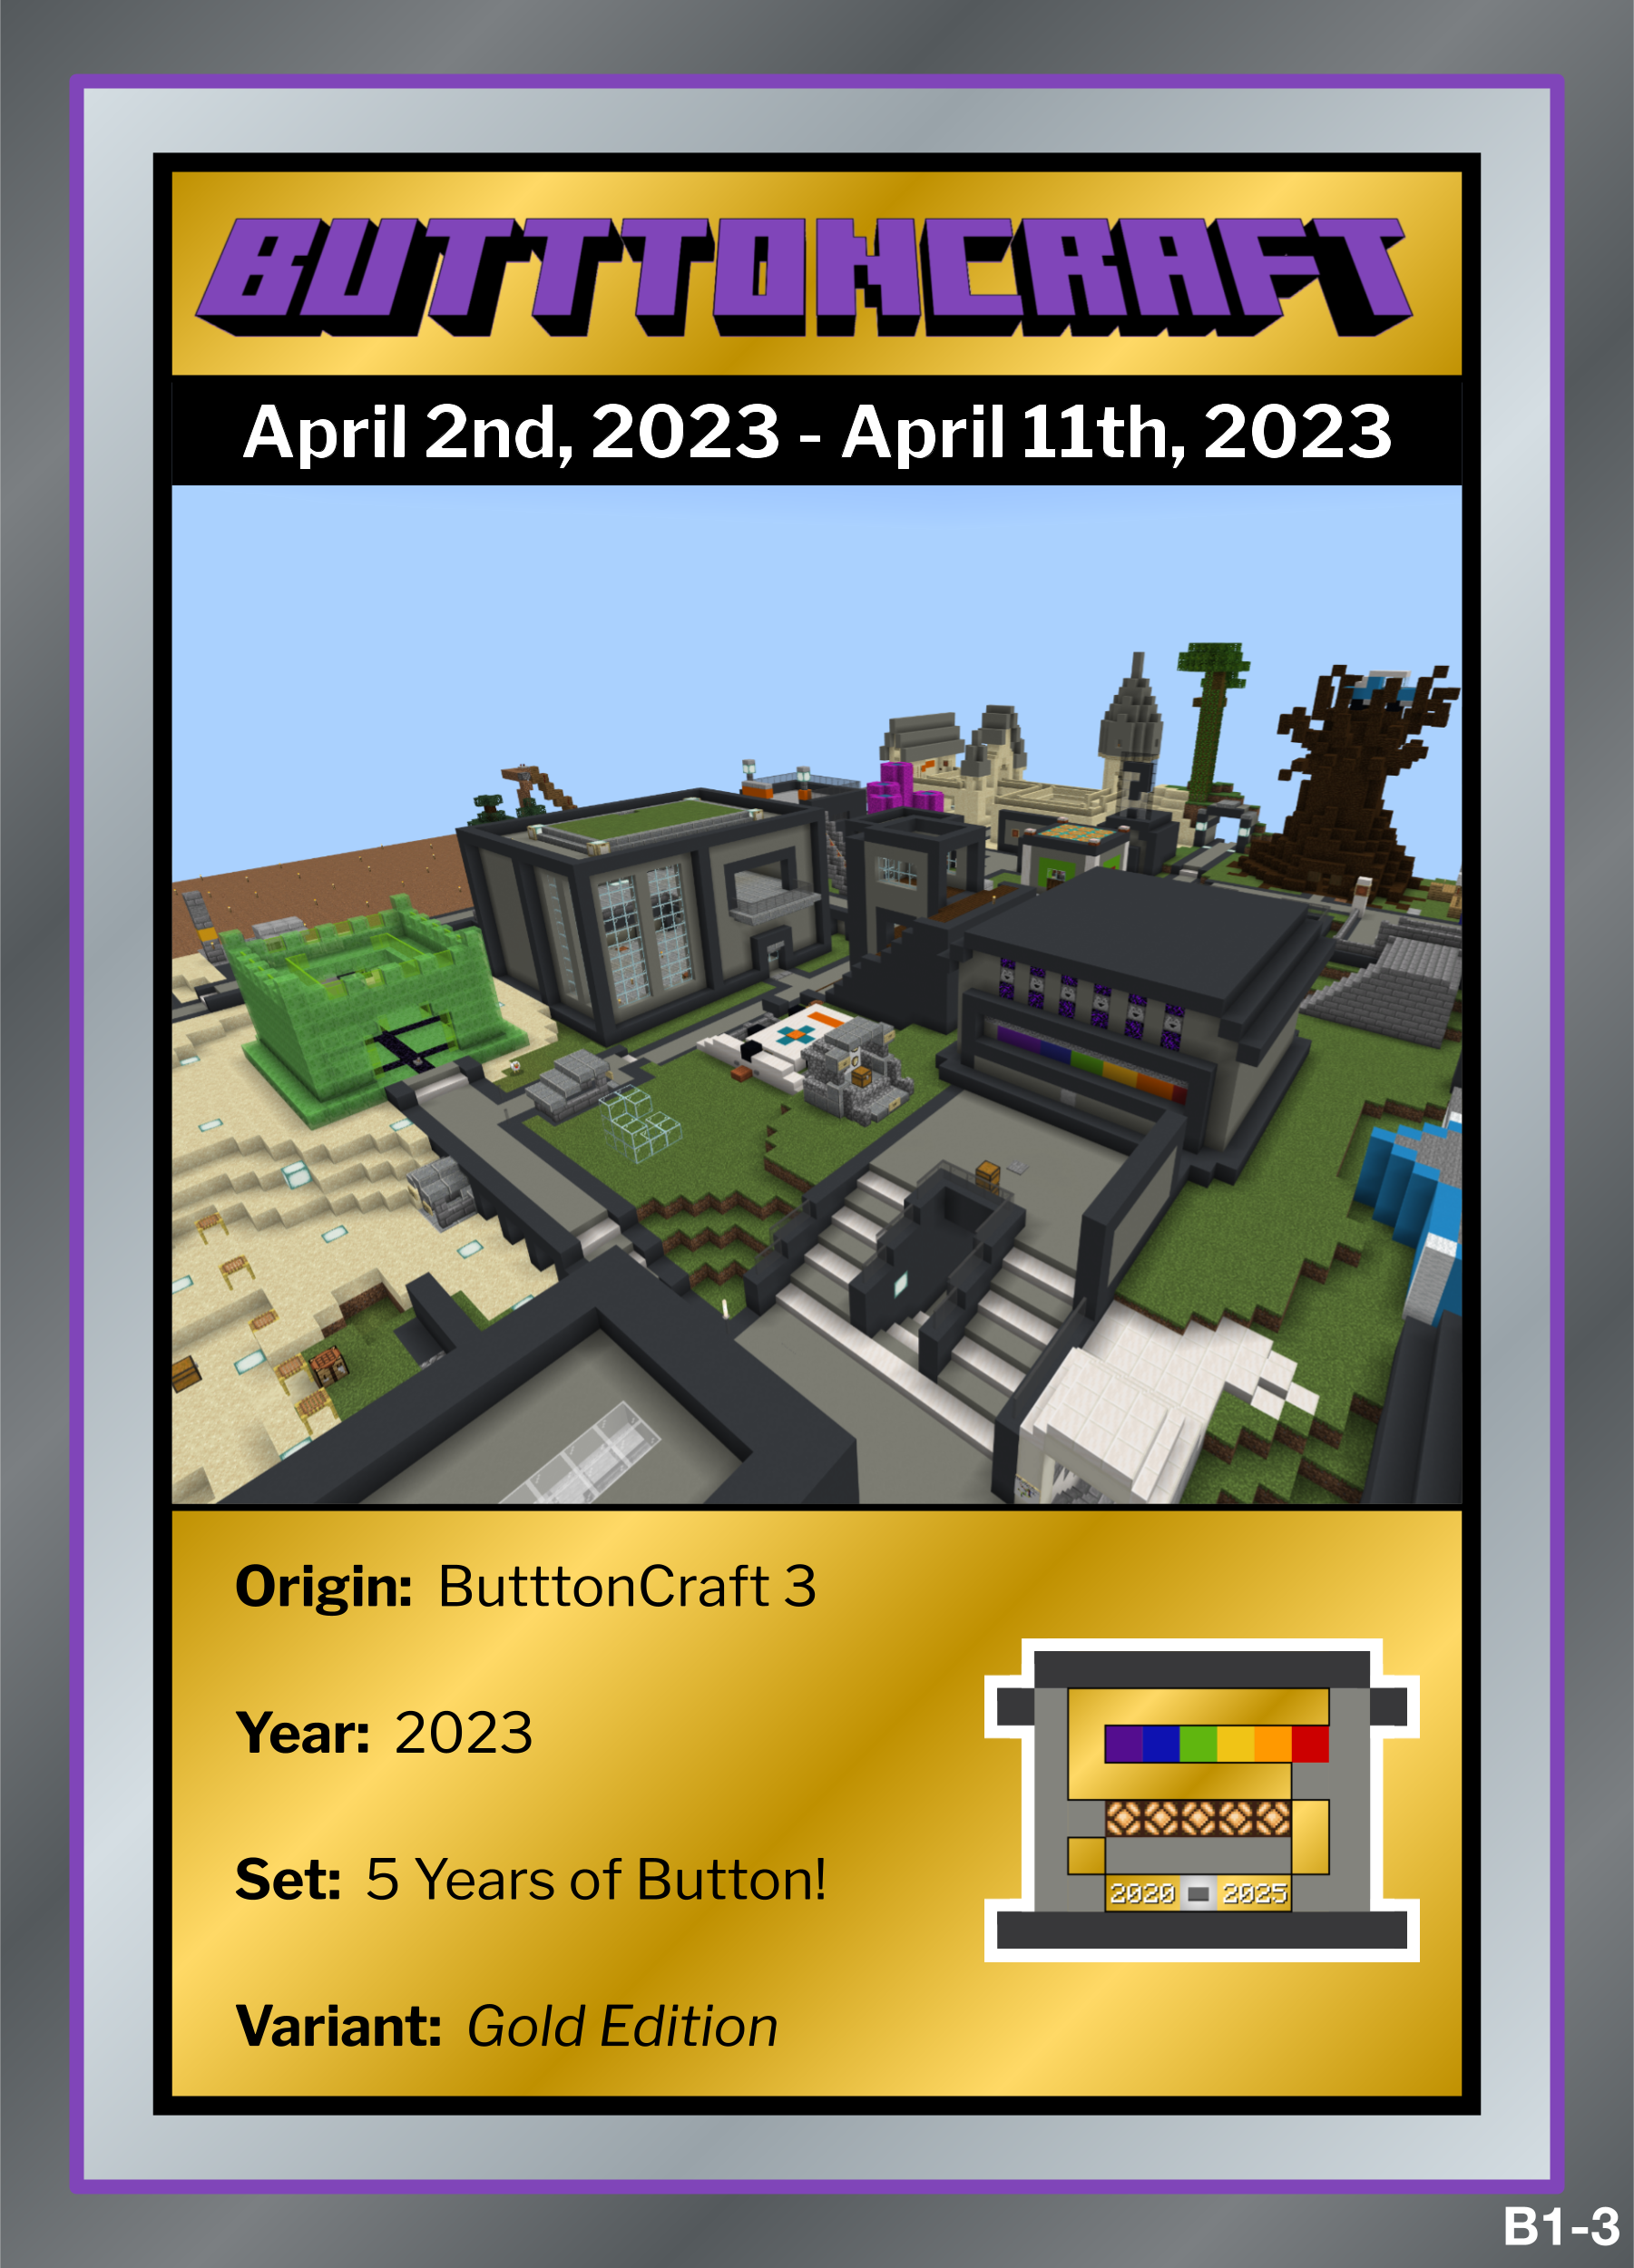 BUTTTONCRAFT
April 2nd, 2023 - April 11th, 2023
Origin: ButttonCraft 3
Year: 2023
2020 2025
Set: 5 Years of Button!
Variant: Gold Edition
B1-3